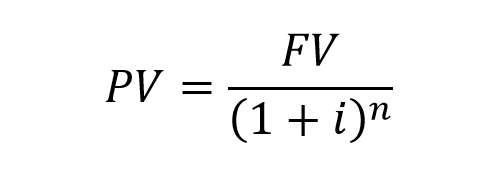 PV = FV / (1 + i)^n